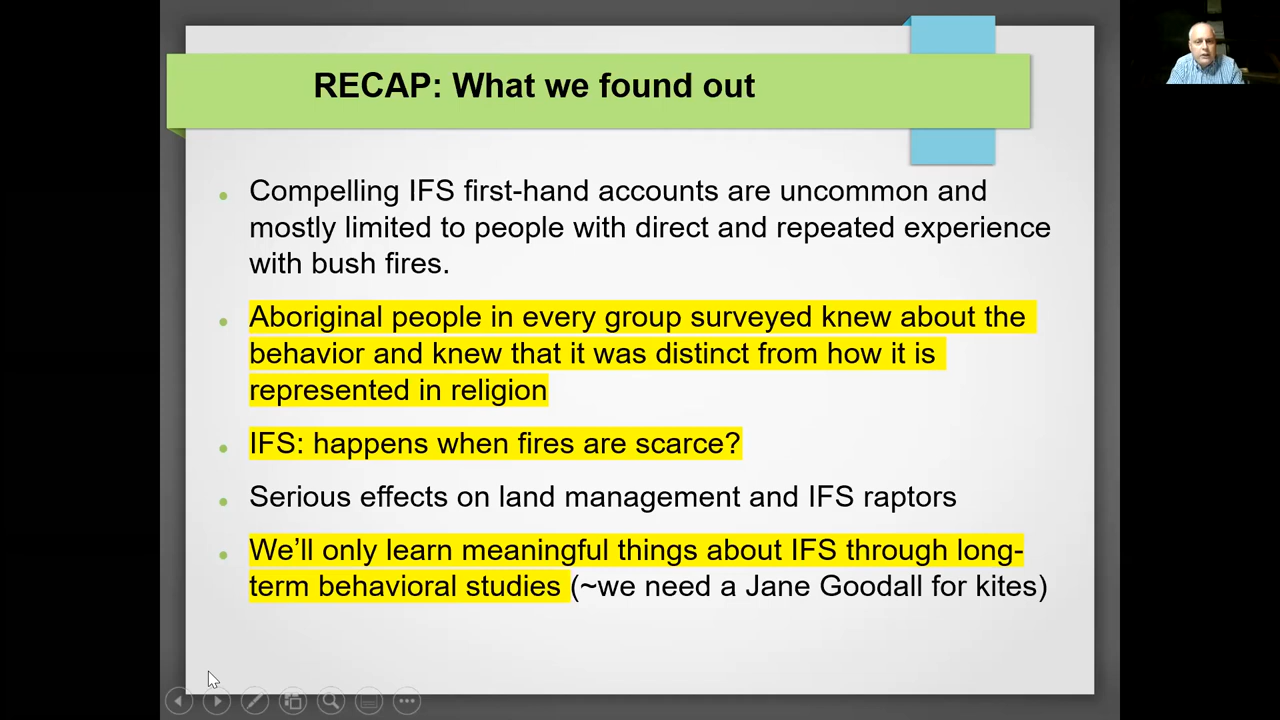 RECAP: What we found out
Compelling IFS first-hand accounts are uncommon and
mostly limited to people with direct and repeated experience
with bush fires.
Aboriginal people in every group surveyed knew about the
behavior and knew that it was distinct from how it is
represented in religion
IFS: happens when fires are scarce?
Serious effects on land management and IFS raptors
We’ll only learn meaningful things about IFS through long-
term behavioral studies (~we need a Jane Goodall for kites)